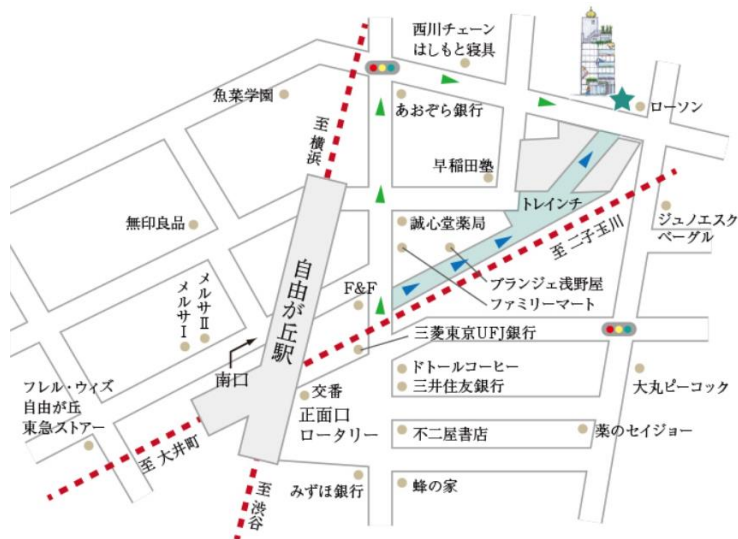 西川チェーン
はしもと寝具
魚菜学園
至横浜
あおぞら銀行
ローソン
早稲田塾
トレインチ
無印良品
誠心堂薬局
至二子玉川
ジュノエスク
ベーグル
自由が丘駅
F&F
ブランジェ浅野屋
ファミリーマート
メルサⅠ
メルサⅡ
三菱東京UFJ銀行
南口
ドトールコーヒー
三井住友銀行
大丸ピーコック
フレル・ウィズ
自由が丘
東急ストアー
交番
正面口
ロータリー
不二屋書店
薬のセイジョー
至大井町
至渋谷
みずほ銀行
蜂の家